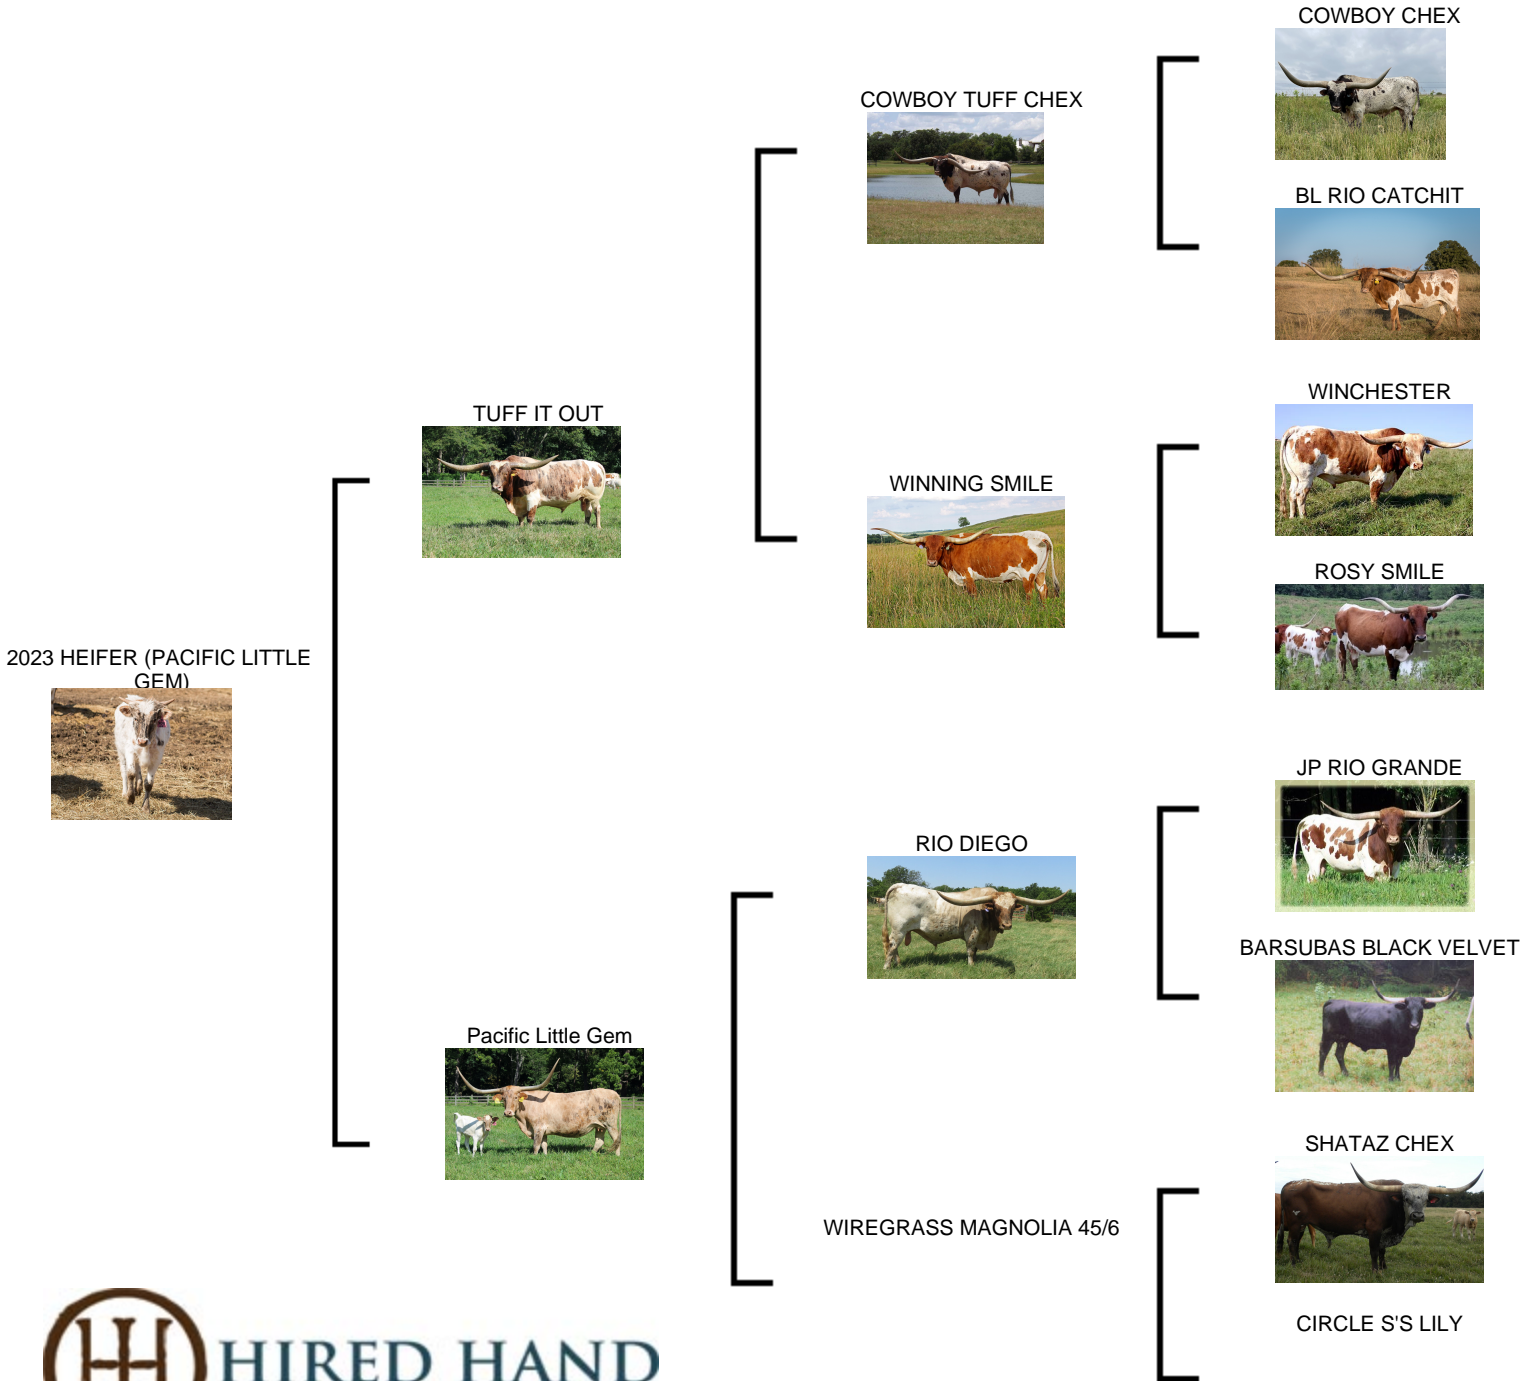 COWBOY CHEX
COWBOY TUFF CHEX
BL RIO CATCHIT
WINCHESTER
TUFF IT OUT
WINNING SMILE
ROSY SMILE
2023 HEIFER (PACIFIC LITTLE
GEM)
JP RIO GRANDE
RIO DIEGO
BARSUBAS BLACK VELVET
Pacific Little Gem
SHATAZ CHEX
WIREGRASS MAGNOLIA 45/6
CIRCLE S'S LILY
HIRED HAND